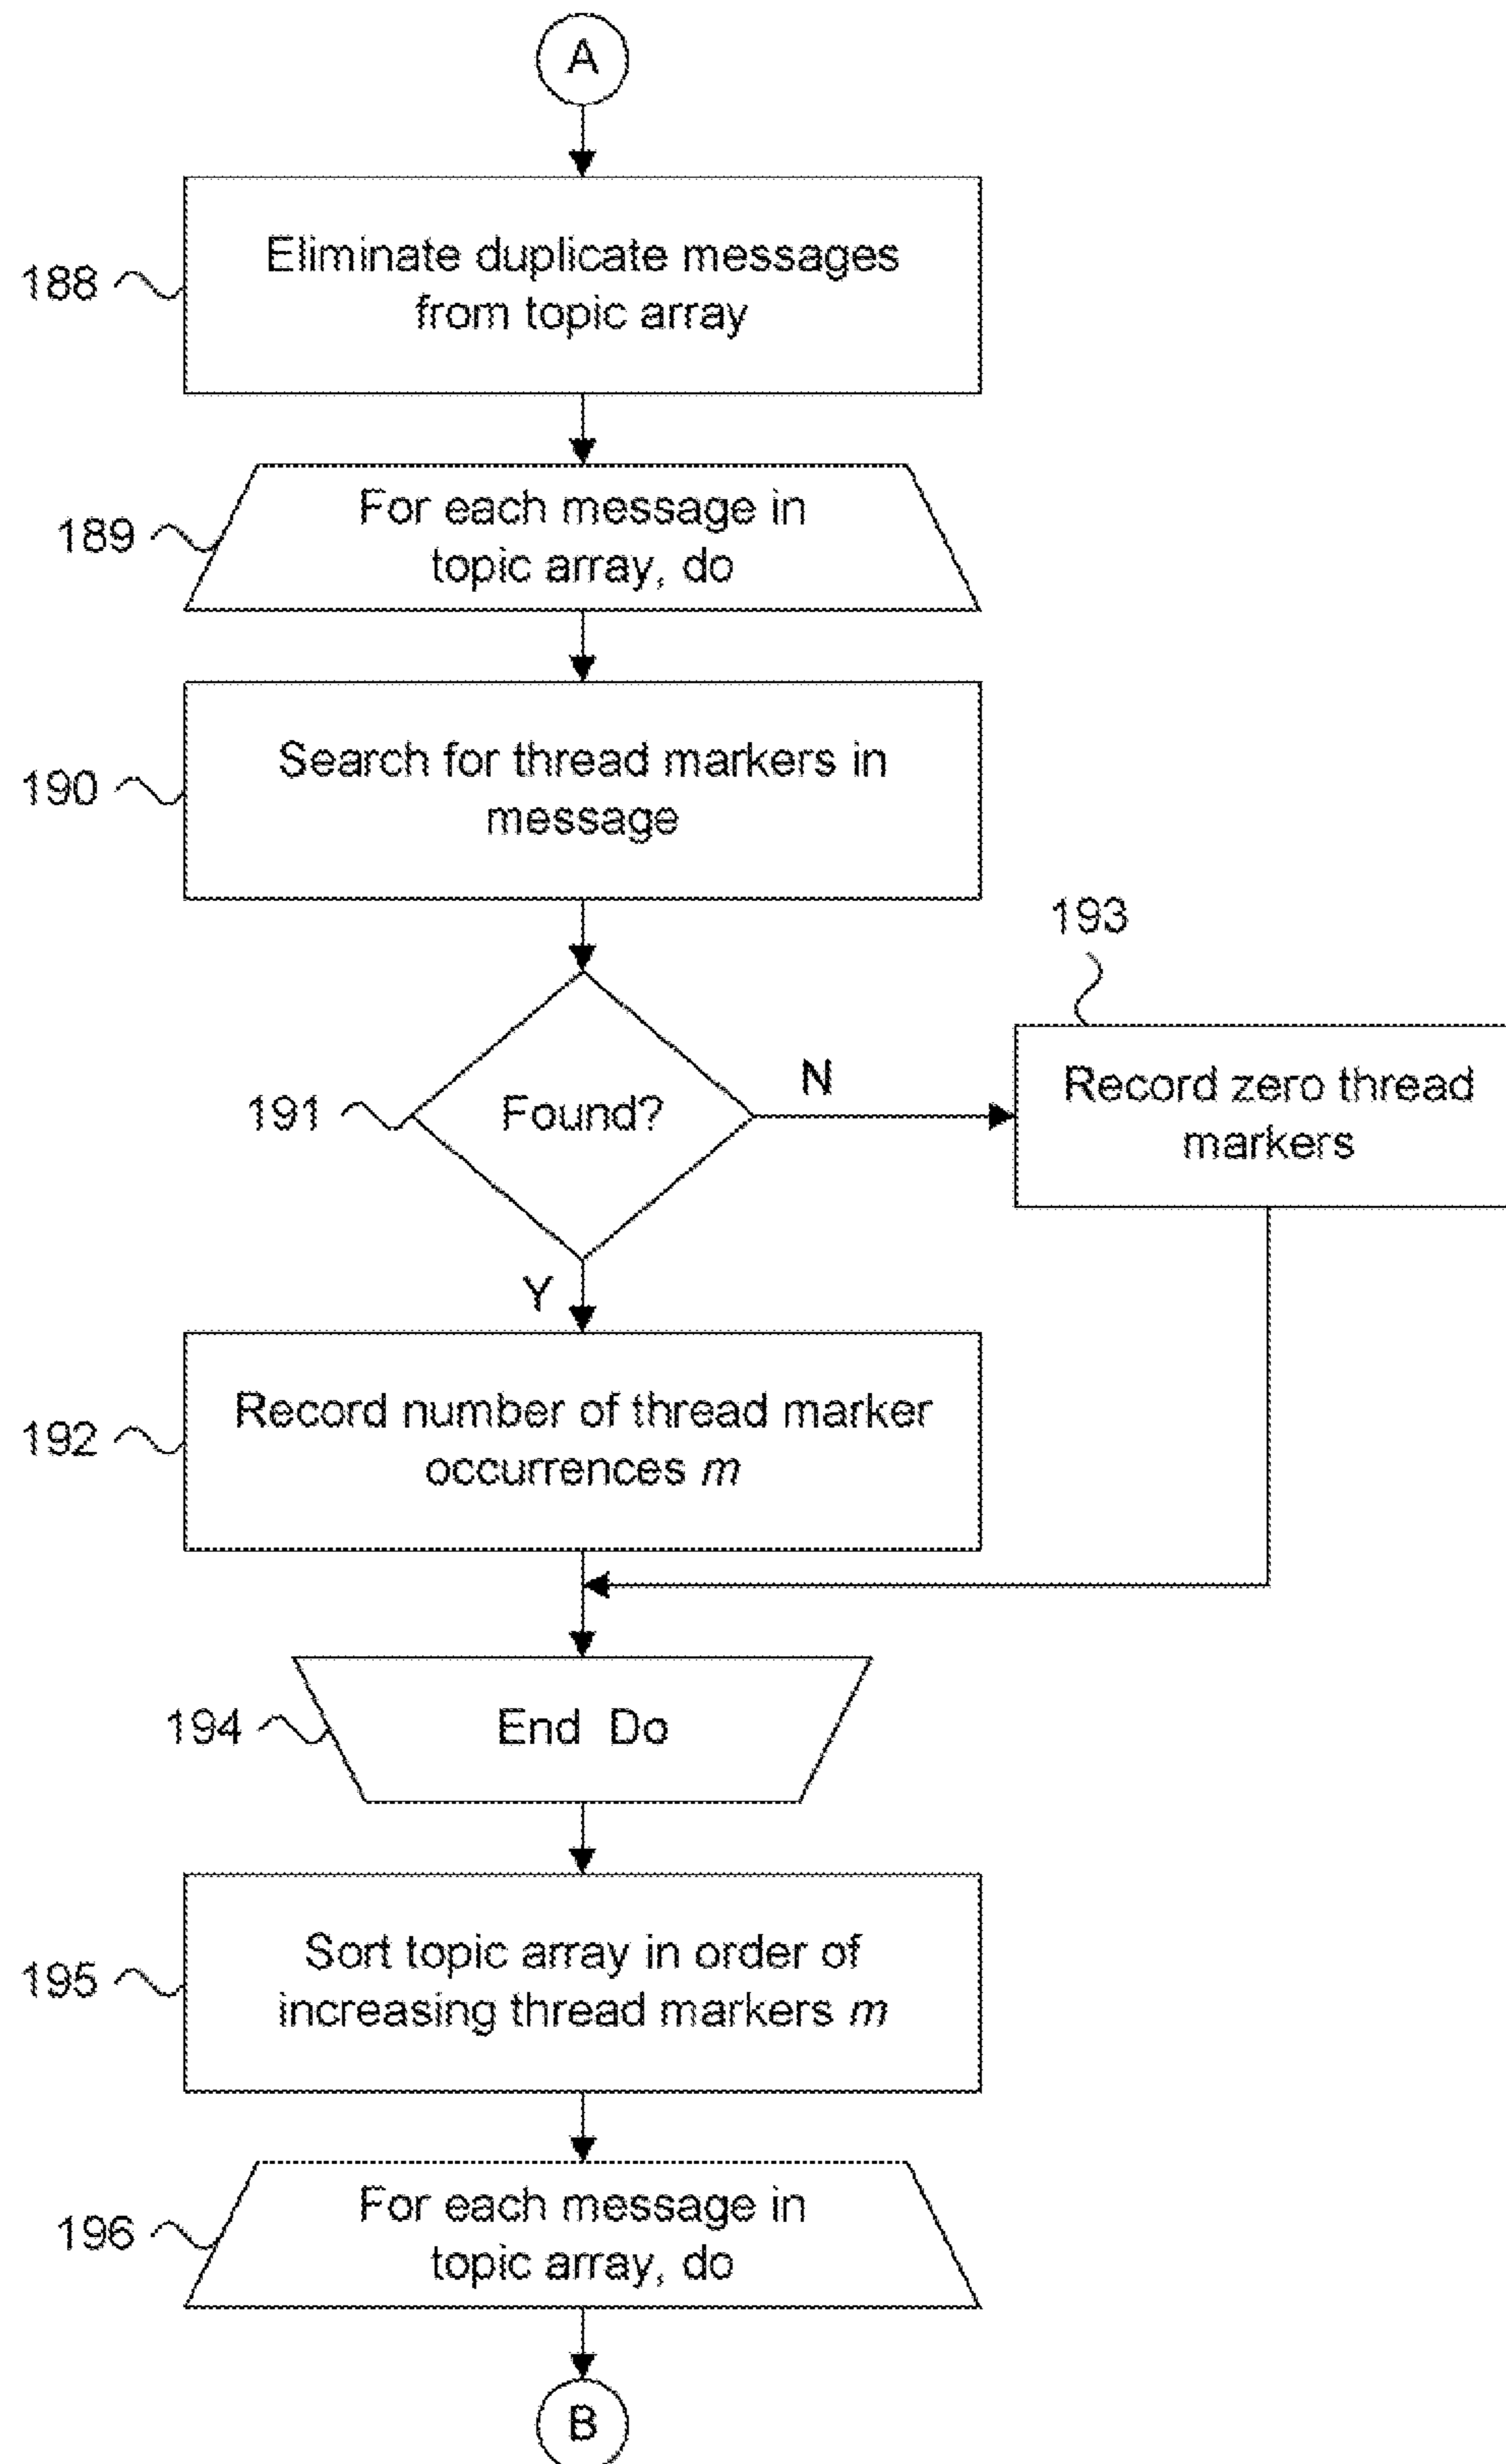 A
188
Eliminate duplicate messages
from topic array
189
For each message in
topic array, do
190
Search for thread markers in
message
193
191
Found?
N
Record zero thread
markers
Y
192
Record number of thread marker
occurrences m
194
End Do
195
Sort topic array in order of
increasing thread markers m
196
For each message in
topic array, do
B